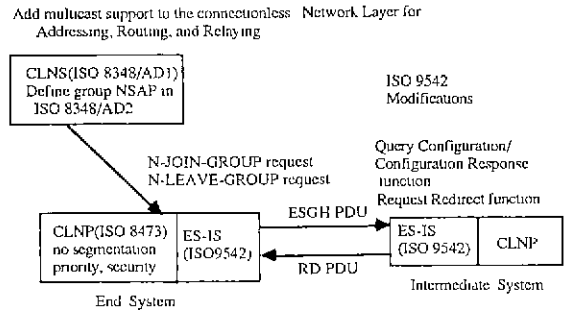 Add multicast support to the connectionless Network Layer for
Addressing, Routing, and Relaying
CLNS(ISO 8348/AD1)
Define group NSAP in
ISO 8348/AD2
ISO 9542
Modifications
N-JOIN-GROUP request
N-LEAVE-GROUP request
Query Configuration/
Configuration Response
function
Request Redirect function
CLNP(ISO 8473)
no segmentation
priority, security
ES-IS
(ISO9542)
ESGH PDU
RD PDU
ES-IS
(ISO 9542)
CLNP
End System
Intermediate System